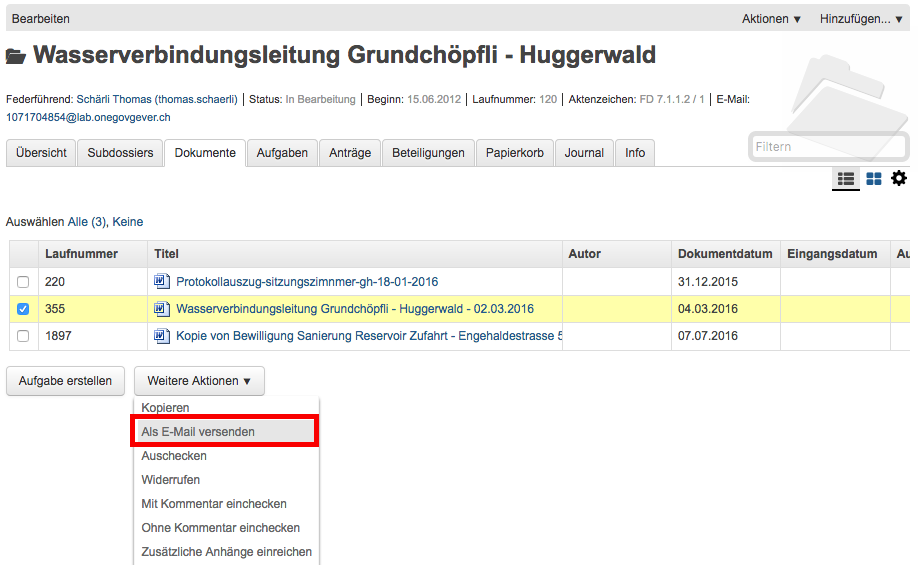 Bearbeiten Aktionen ▼ Hinzufügen... ▼
Wasserverbindungsleitung Grundchöpfli - Huggerwald
Federführend: Schärli Thomas (thomas.schaerli) | Status: In Bearbeitung | Beginn: 15.06.2012 | Laufnummer: 120 | Aktenzeichen: FD 7.1.1.2 / 1 | E-Mail:
1071704854@lab.onegovgever.ch
Übersicht Subdossiers Dokumente Aufgaben Anträge Beteiligungen Papierkorb Journal Info
Filtern
Auswählen Alle (3), Keine
Laufnummer Titel Autor Dokumentdatum Eingangsdatum Au
220 Protokollauszug-sitzungszimnmer-gh-18-01-2016 31.12.2015
355 Wasserverbindungsleitung Grundchöpfli - Huggerwald - 02.03.2016 04.03.2016
1897 Kopie von Bewilligung Sanierung Reservoir Zufahrt - Engehaldestrasse 5 07.07.2016
Aufgabe erstellen Weitere Aktionen ▼
Kopieren
Als E-Mail versenden
Auschecken
Widerrufen
Mit Kommentar einchecken
Ohne Kommentar einchecken
Zusätzliche Anhänge einreichen